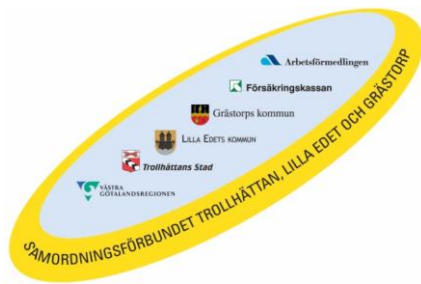 Arbetsförmedlingen
Försäkringskassan
Grästorps kommun
LILLA EDETS KOMMUN
Trollhättans Stad
VÄSTRA
GÖTALANDSREGIONEN
SAMORDNINGSFÖRBUNDET TROLLHÄTTAN, LILLA EDET OCH GRÄSTORP